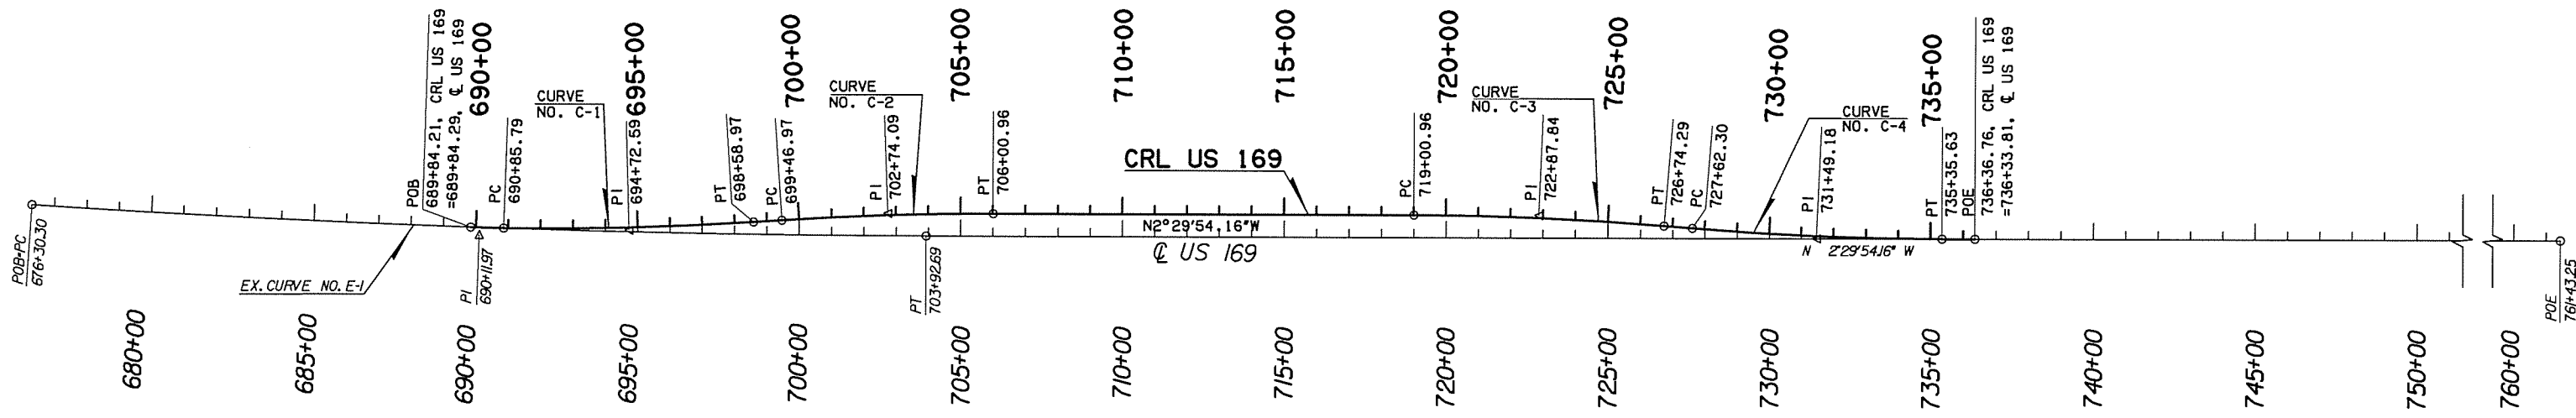 690+00
695+00
700+00
705+00
710+00
715+00
720+00
725+00
730+00
735+00
POB
689+84.21, CRL US 169
=689+84.29, ℄ US 169
PC
690+85.79
CURVE
NO. C-1
PI
694+72.59
PT
698+58.97
PC
699+46.97
CURVE
NO. C-2
PI
702+74.09
PT
706+00.96
CRL US 169
PC
719+00.96
CURVE
NO. C-3
PI
722+87.84
PT
726+74.29
PC
727+62.30
CURVE
NO. C-4
PI
731+49.18
PT
735+35.63
POE
736+36.76, CRL US 169
=736+33.81, ℄ US 169
N2°29'54.16"W
℄ US 169
N 2°29'54.16" W
POB=PC
676+30.30
EX. CURVE NO. E-1
PI
690+11.97
PT
703+92.69
POE
761+43.25
680+00
685+00
690+00
695+00
700+00
705+00
710+00
715+00
720+00
725+00
730+00
735+00
740+00
745+00
750+00
760+00